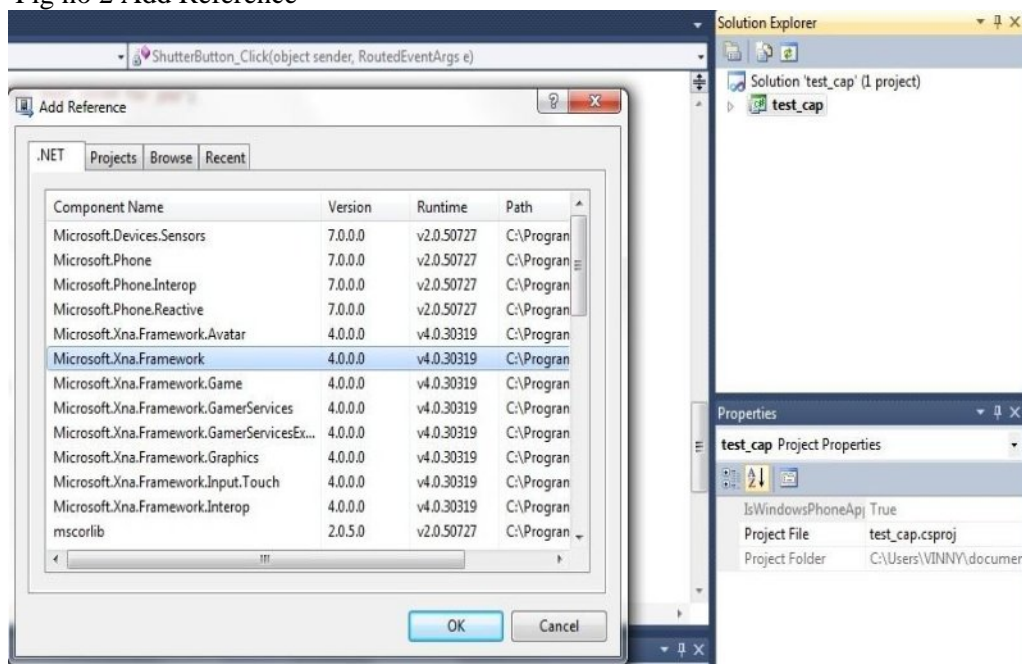 Fig no 2 Add Reference
ShutterButton_Click(object sender, RoutedEventArgs e)
Add Reference
.NET Projects Browse Recent
Component Name Version Runtime Path
Microsoft.Devices.Sensors 7.0.0.0 v2.0.50727 C:\Progran
Microsoft.Phone 7.0.0.0 v2.0.50727 C:\Progran
Microsoft.Phone.Interop 7.0.0.0 v2.0.50727 C:\Progran
Microsoft.Phone.Reactive 7.0.0.0 v2.0.50727 C:\Progran
Microsoft.Xna.Framework.Avatar 4.0.0.0 v4.0.30319 C:\Progran
Microsoft.Xna.Framework 4.0.0.0 v4.0.30319 C:\Progran
Microsoft.Xna.Framework.Game 4.0.0.0 v4.0.30319 C:\Progran
Microsoft.Xna.Framework.GamerServices 4.0.0.0 v4.0.30319 C:\Progran
Microsoft.Xna.Framework.GamerServicesEx... 4.0.0.0 v4.0.30319 C:\Progran
Microsoft.Xna.Framework.Graphics 4.0.0.0 v4.0.30319 C:\Progran
Microsoft.Xna.Framework.Input.Touch 4.0.0.0 v4.0.30319 C:\Progran
Microsoft.Xna.Framework.Interop 4.0.0.0 v4.0.30319 C:\Progran
mscorlib 2.0.5.0 v2.0.50727 C:\Progran
OK Cancel
Solution Explorer
Solution 'test_cap' (1 project)
test_cap
Properties
test_cap Project Properties
IsWindowsPhoneAp True
Project File test_cap.csproj
Project Folder C:\Users\VINNY\documer